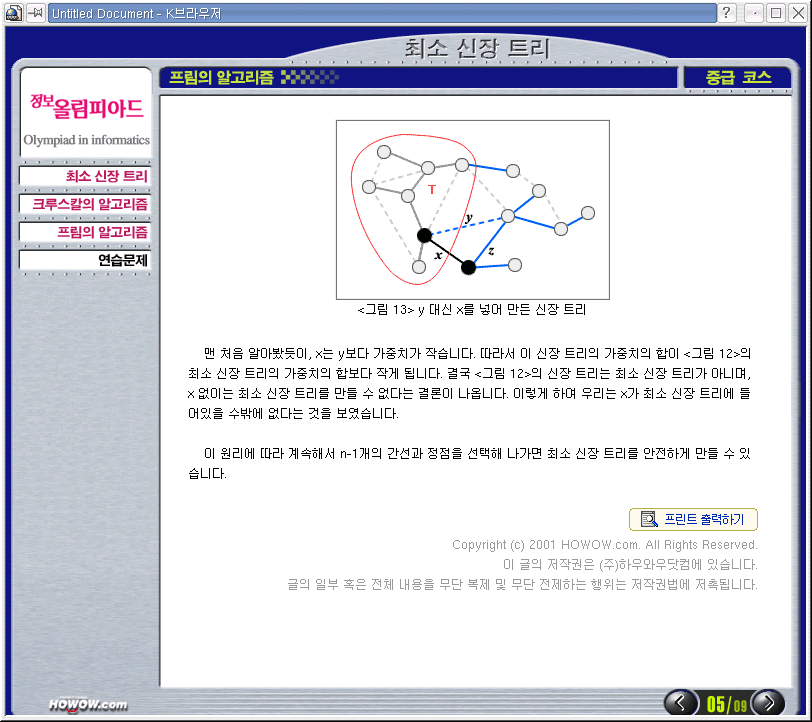 Untitled Document - K브라우저
최소 신장 트리
프림의 알고리즘
중급 코스
정보올림피아드
Olympiad in informatics
최소 신장 트리
크루스칼의 알고리즘
프림의 알고리즘
연습문제
T
y
x
z
<그림 13> y 대신 x를 넣어 만든 신장 트리
맨 처음 알아봤듯이, x는 y보다 가중치가 작습니다. 따라서 이 신장 트리의 가중치의 합이 <그림 12>의
최소 신장 트리의 가중치의 합보다 작게 됩니다. 결국 <그림 12>의 신장 트리는 최소 신장 트리가 아니며,
x 없이는 최소 신장 트리를 만들 수 없다는 결론이 나옵니다. 이렇게 하여 우리는 x가 최소 신장 트리에 들
어있을 수밖에 없다는 것을 보였습니다.
이 원리에 따라 계속해서 n-1개의 간선과 정점을 선택해 나가면 최소 신장 트리를 안전하게 만들 수 있
습니다.
프린트 출력하기
Copyright (c) 2001 HOWOW.com. All Rights Reserved.
이 글의 저작권은 (주)하우와우닷컴에 있습니다.
글의 일부 혹은 전체 내용을 무단 복제 및 무단 전제하는 행위는 저작권법에 저촉됩니다.
HOWOW.com
05/09